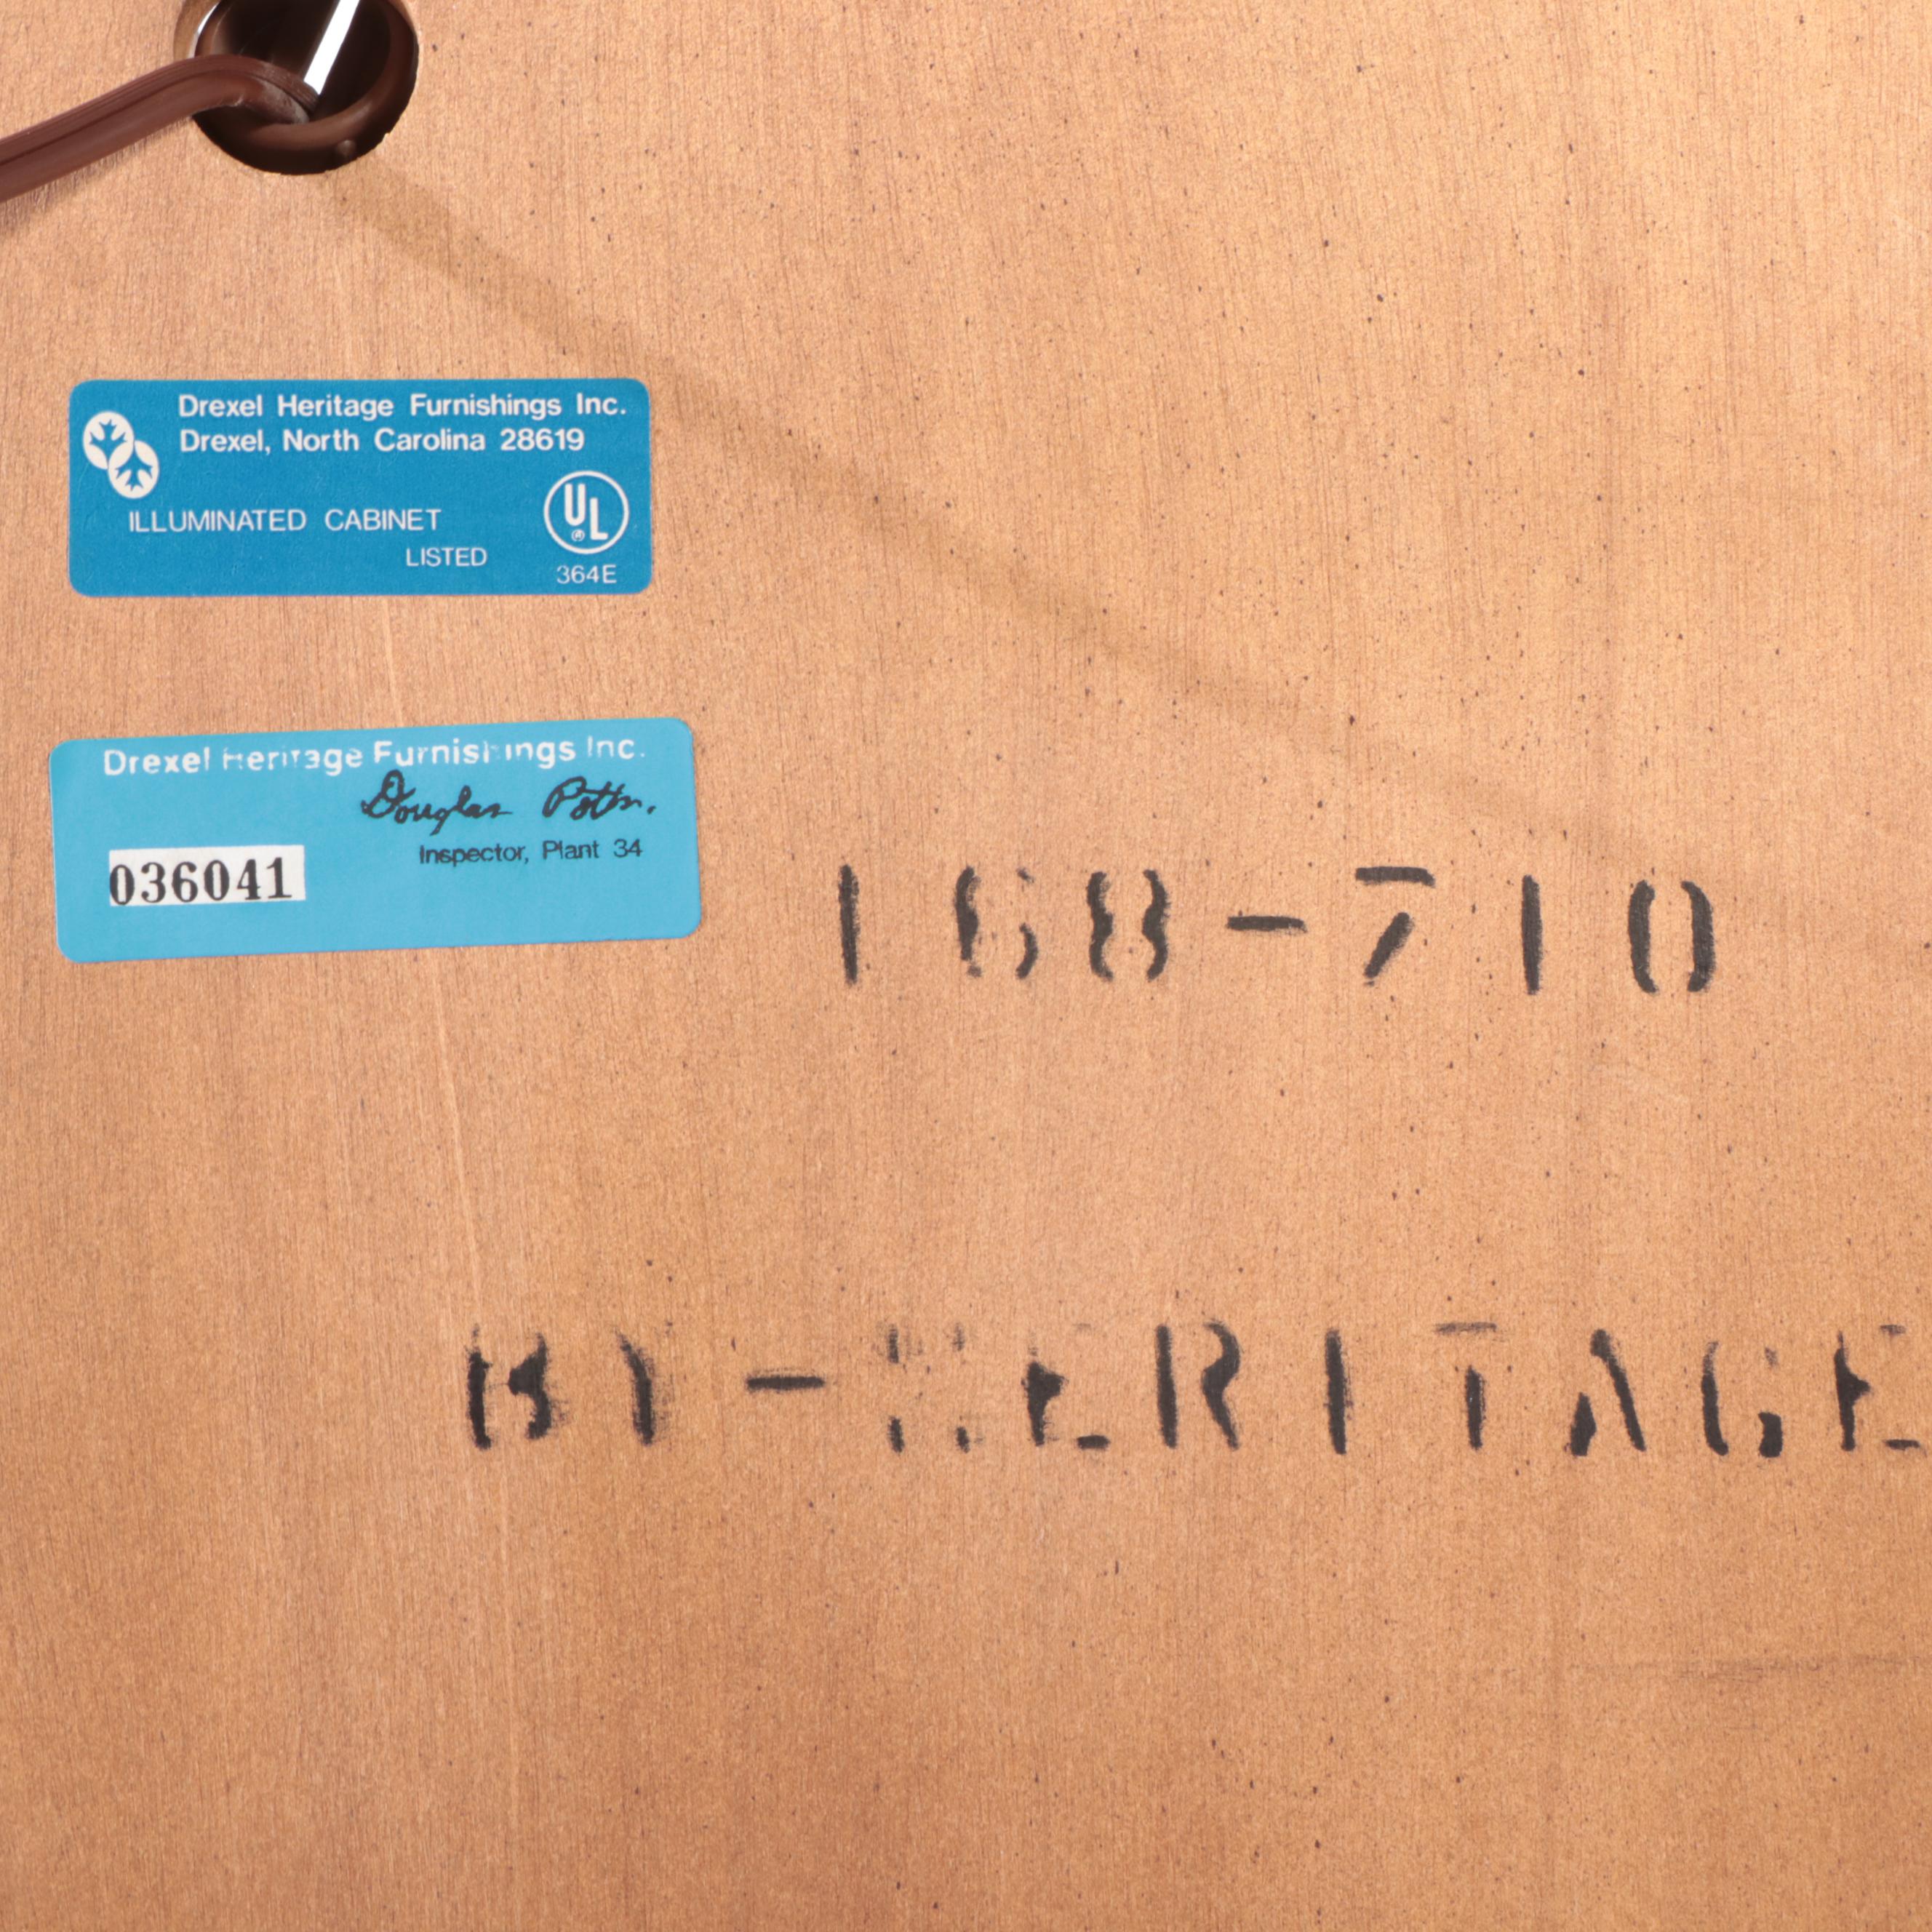 Drexel Heritage Furnishings Inc.
Drexel, North Carolina 28619
ILLUMINATED CABINET
LISTED
UL
®
364E
Drexel Heritage Furnishings Inc.
Douglas
Inspector, Plant 34
036041
168-710
BY-HERITAGE